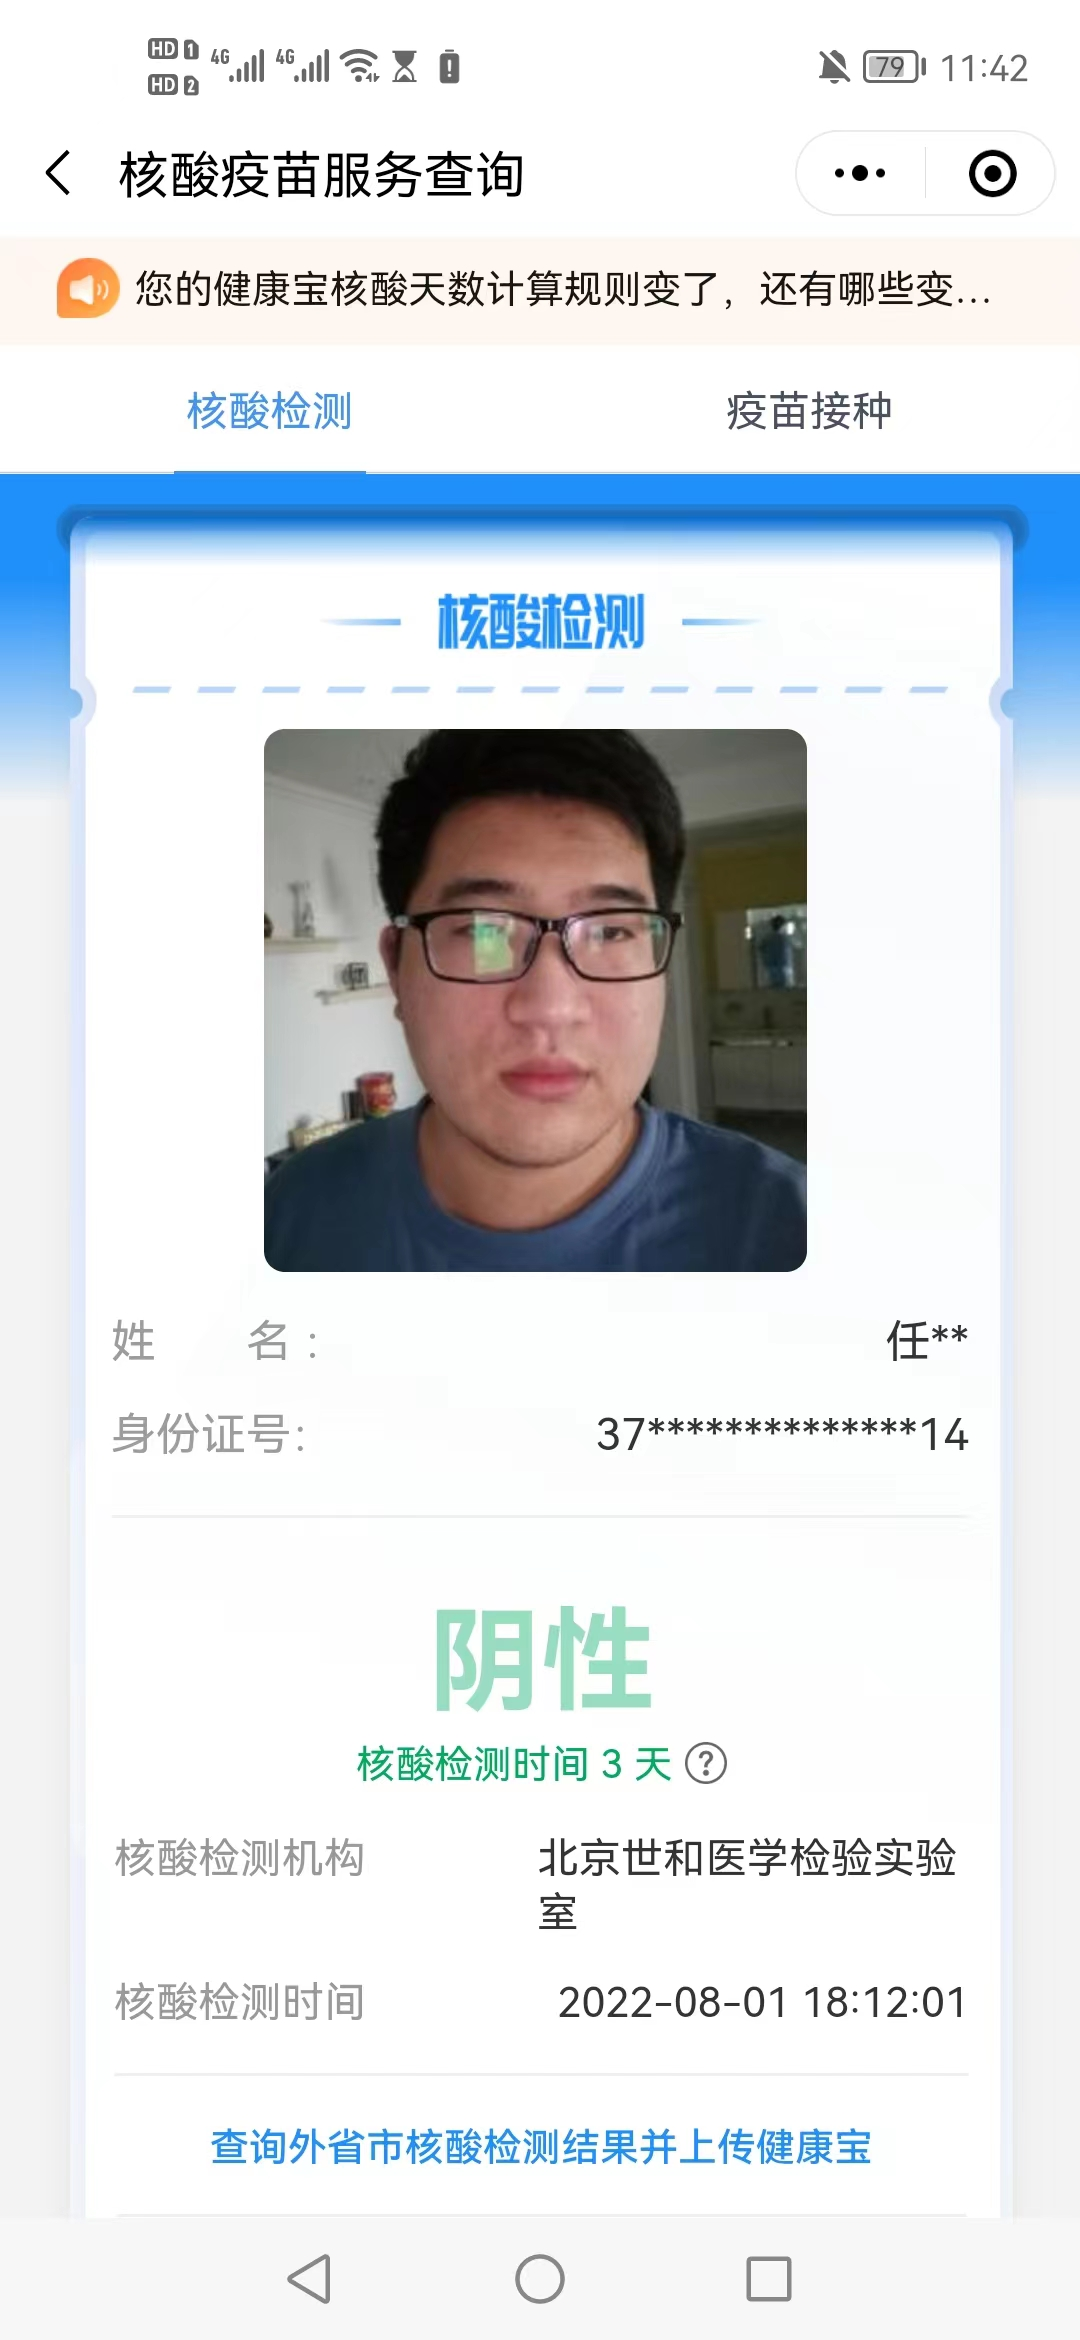 HD 1 4G 4G 79 11:42
HD 2
核酸疫苗服务查询
您的健康宝核酸天数计算规则变了，还有哪些变...
核酸检测 疫苗接种
核酸检测
姓 名： 任**
身份证号： 37**************14
阴性
核酸检测时间 3 天 ?
核酸检测机构 北京世和医学检验实验
室
核酸检测时间 2022-08-01 18:12:01
查询外省市核酸检测结果并上传健康宝